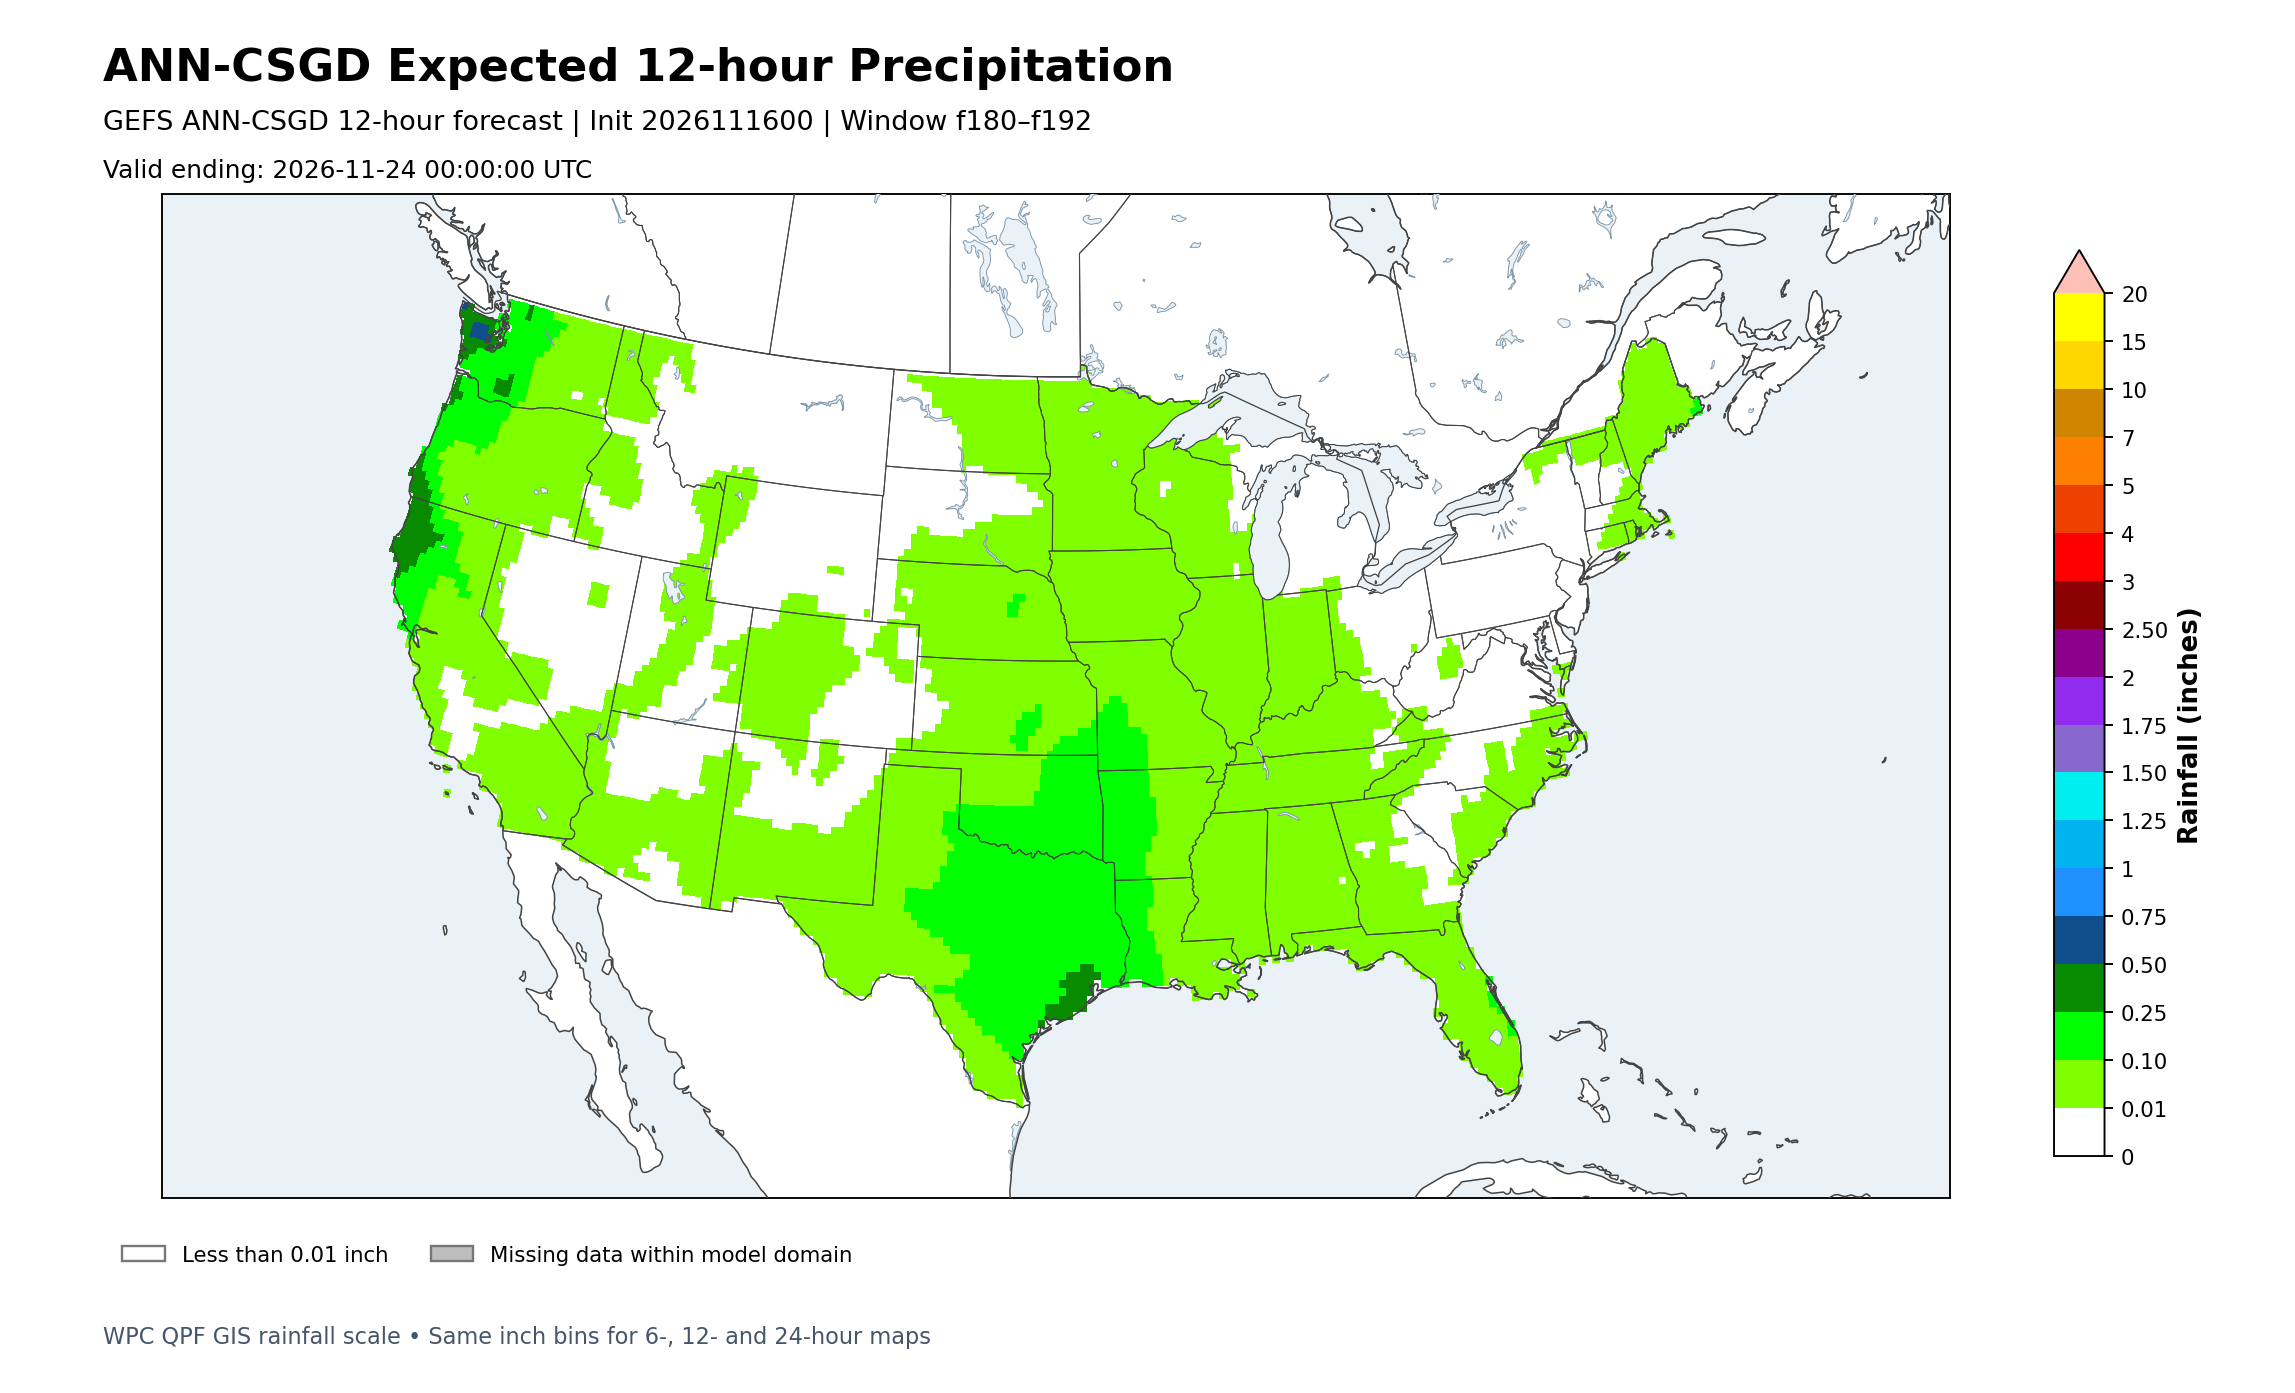 ANN-CSGD Expected 12-hour Precipitation
GEFS ANN-CSGD 12-hour forecast | Init 2026111600 | Window f180–f192
Valid ending: 2026-11-24 00:00:00 UTC
20
15
10
7
5
4
3
2.50
2
1.75
1.50
1.25
1
0.75
0.50
0.25
0.10
0.01
0
Rainfall (inches)
Less than 0.01 inch
Missing data within model domain
WPC QPF GIS rainfall scale • Same inch bins for 6-, 12- and 24-hour maps